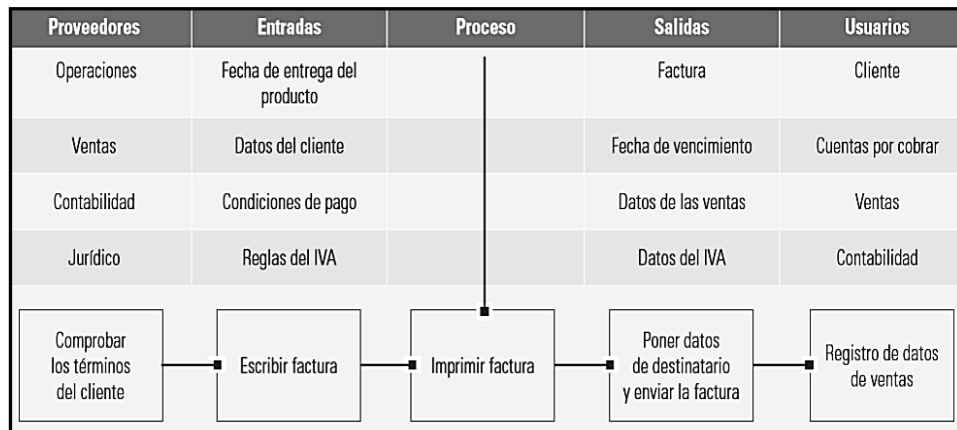 Proveedores Entradas Proceso Salidas Usuarios
Operaciones Fecha de entrega del Factura Cliente
producto
Ventas Datos del cliente Fecha de vencimiento Cuentas por cobrar
Contabilidad Condiciones de pago Datos de las ventas Ventas
Jurídico Reglas del IVA Datos del IVA Contabilidad
Comprobar
los términos
del cliente
Escribir factura
Imprimir factura
Poner datos
de destinatario
y enviar la factura
Registro de datos
de ventas